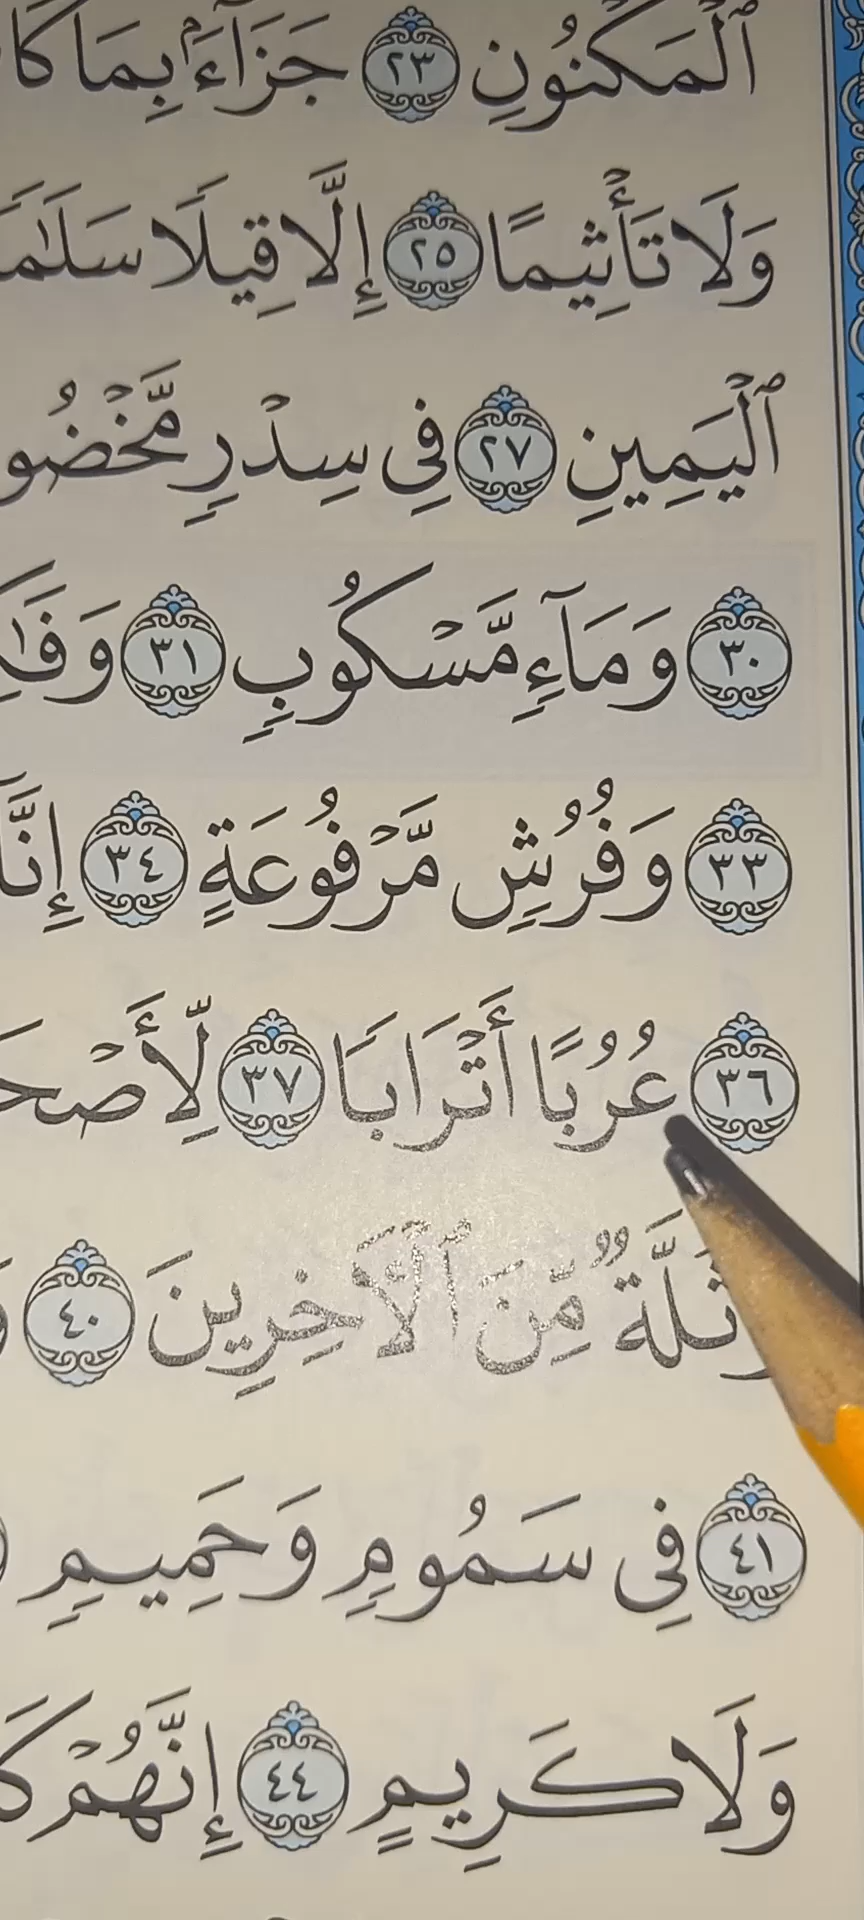 ٱلْمَكْنُونِ ٢٣ جَزَآءَۢ بِمَا
وَلَا تَأْثِيمًا ٢٥ إِلَّا قِيلًا
ٱلْيَمِينِ ٢٧ فِى سِدْرٍ
٣٠ وَمَآءٍ مَّسْكُوبٍ ٣١
٣٣ وَفُرُشٍ مَّرْفُوعَةٍ ٣٤
٣٦ عُرُبًا أَتْرَابًا ٣٧
ثُلَّةٌ مِّنَ ٱلْـَٔاخِرِينَ ٤٠
٤١ فِى سَمُومٍ وَحَمِيمٍ
وَلَا كَرِيمٍ ٤٤ إِنَّهُمْ